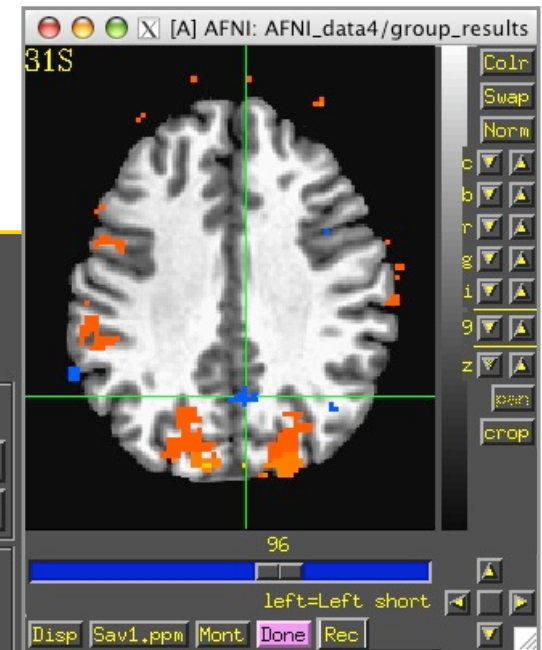 [A] AFNI: AFNI_data4/group_results
31S
Colr
Swap
Norm
c
b
r
g
i
9
z
pen
crop
96
left=Left short
Disp Sav1.ppm Mont Done Rec